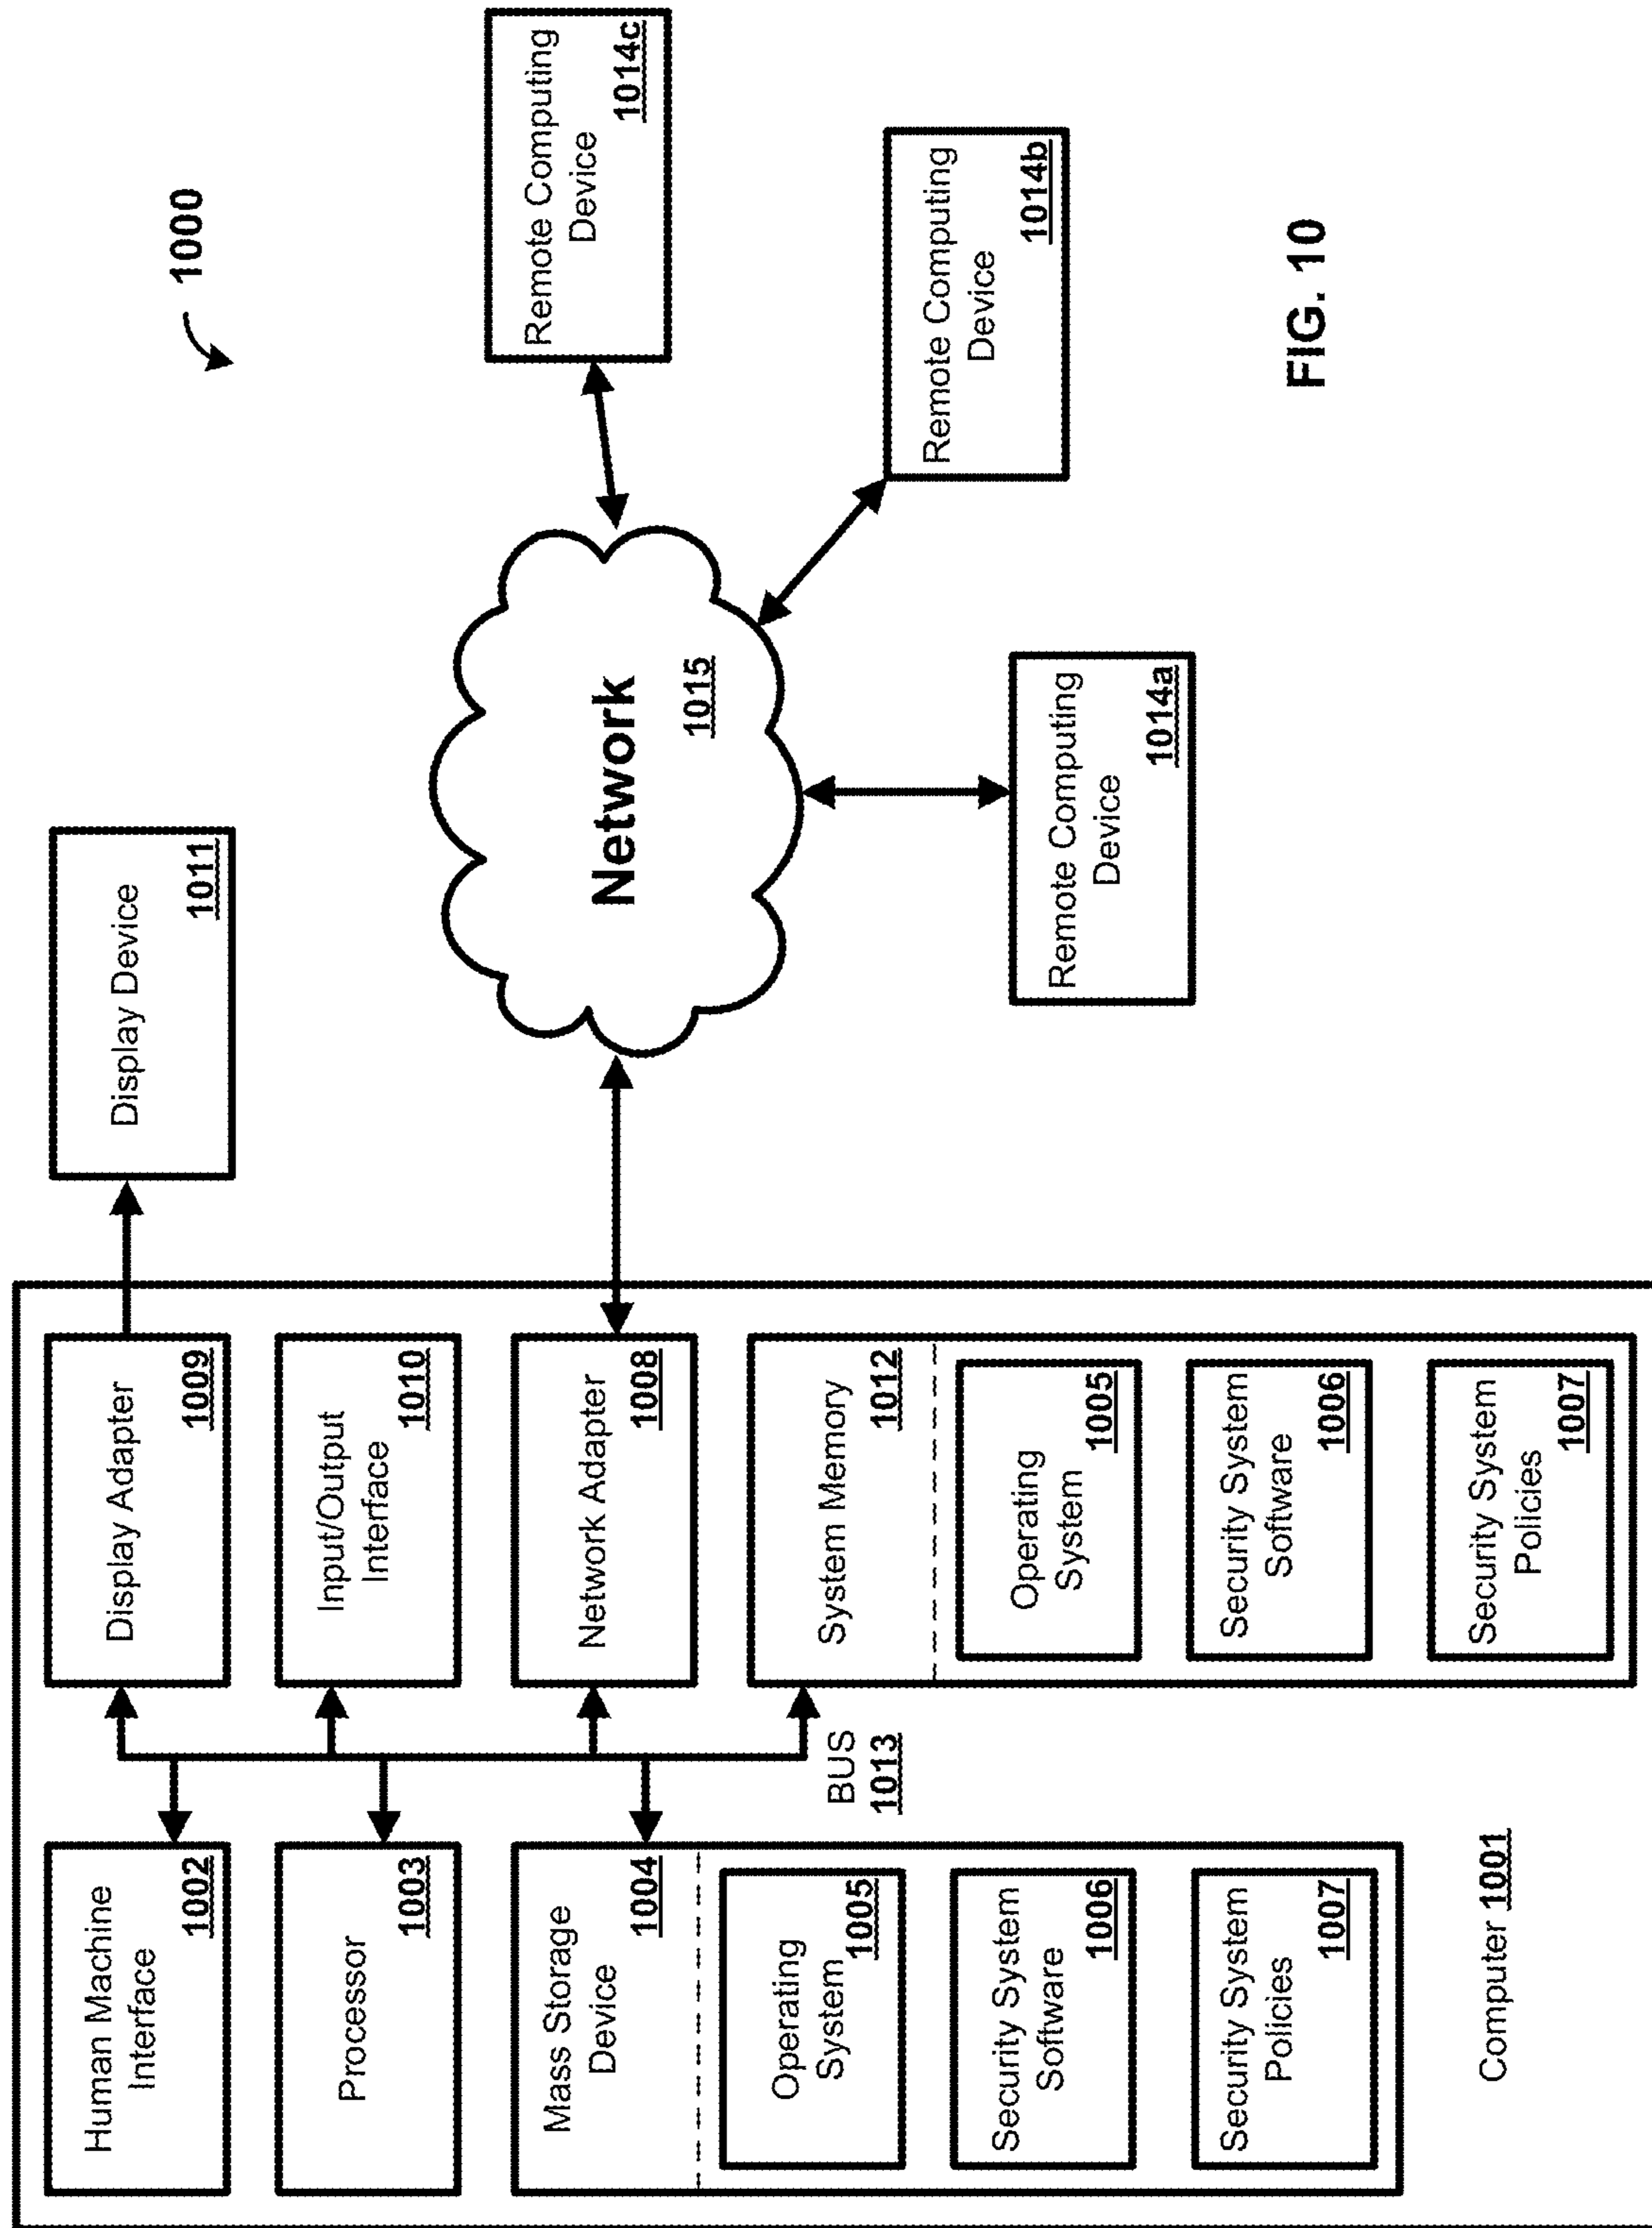 1000
Human Machine
Interface
1002
Processor
1003
Mass Storage
Device
1004
Operating
System
1005
Security System
Software
1006
Security System
Policies
1007
Computer 1001
BUS
1013
Display Adapter
1009
Input/Output
Interface
1010
Network Adapter
1008
System Memory
1012
Operating
System
1005
Security System
Software
1006
Security System
Policies
1007
Display Device
1011
Network
1015
Remote Computing
Device
1014a
Remote Computing
Device
1014b
Remote Computing
Device
1014c
FIG. 10